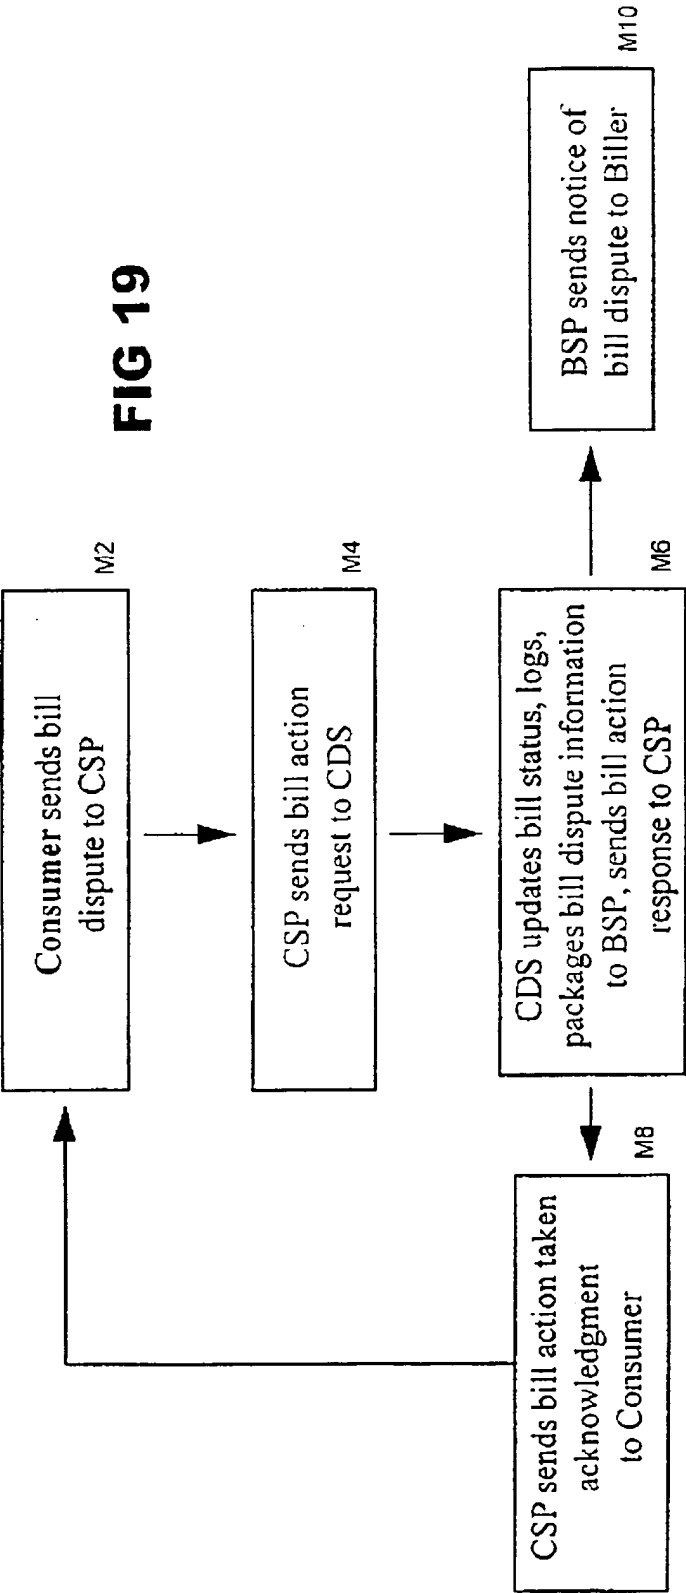 FIG 19
Consumer sends bill
dispute to CSP
M2
CSP sends bill action
request to CDS
M4
CDS updates bill status, logs,
packages bill dispute information
to BSP, sends bill action
response to CSP
M6
CSP sends bill action taken
acknowledgment
to Consumer
M8
BSP sends notice of
bill dispute to Biller
M10